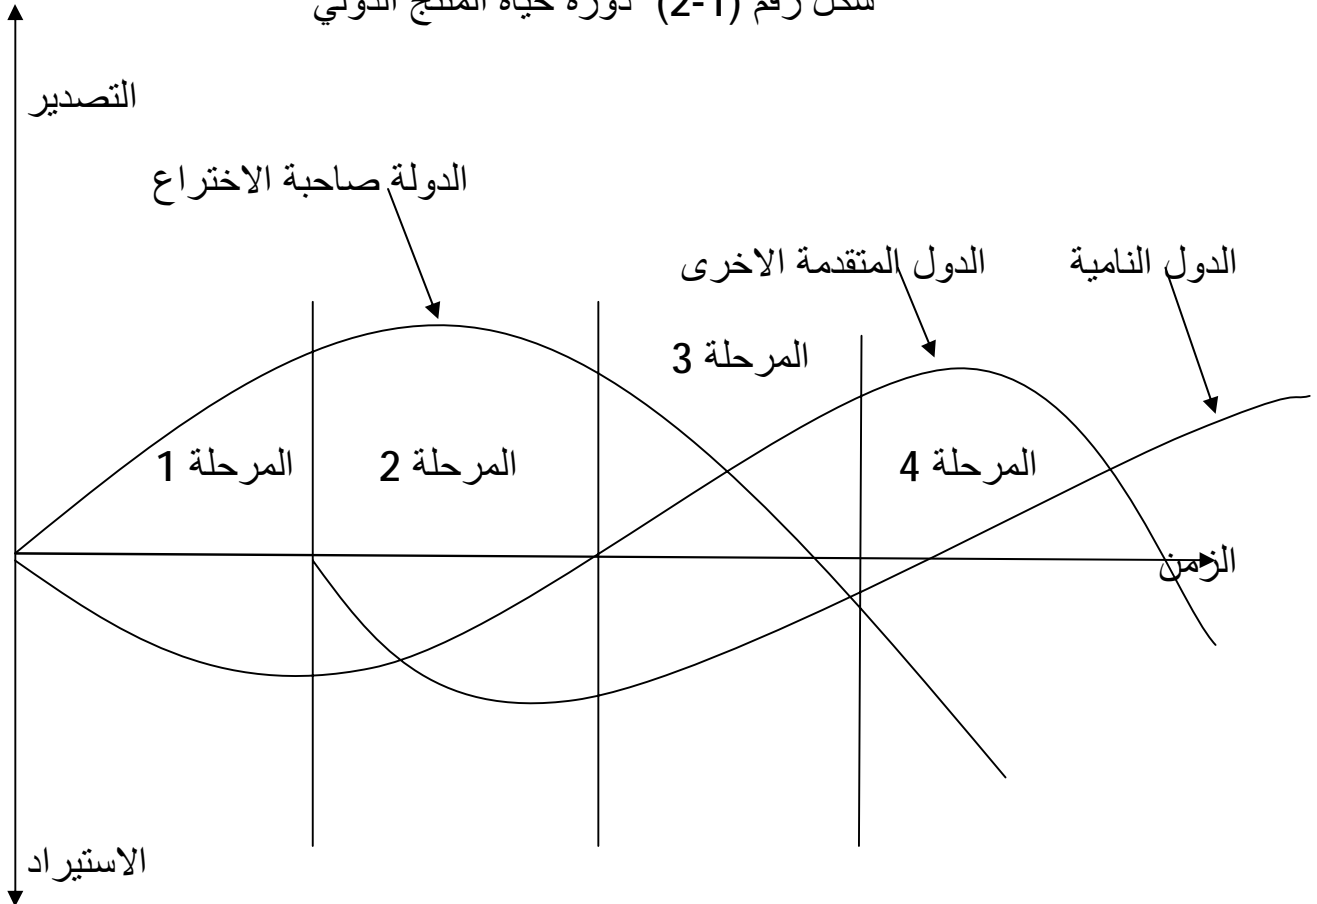 شكل رقم (1-2) دورة حياة المنتج الدولي
التصدير
الدولة صاحبة الاختراع
الدول المتقدمة الاخرى
الدول النامية
المرحلة 3
المرحلة 1
المرحلة 2
المرحلة 4
الزمن
الاستيراد